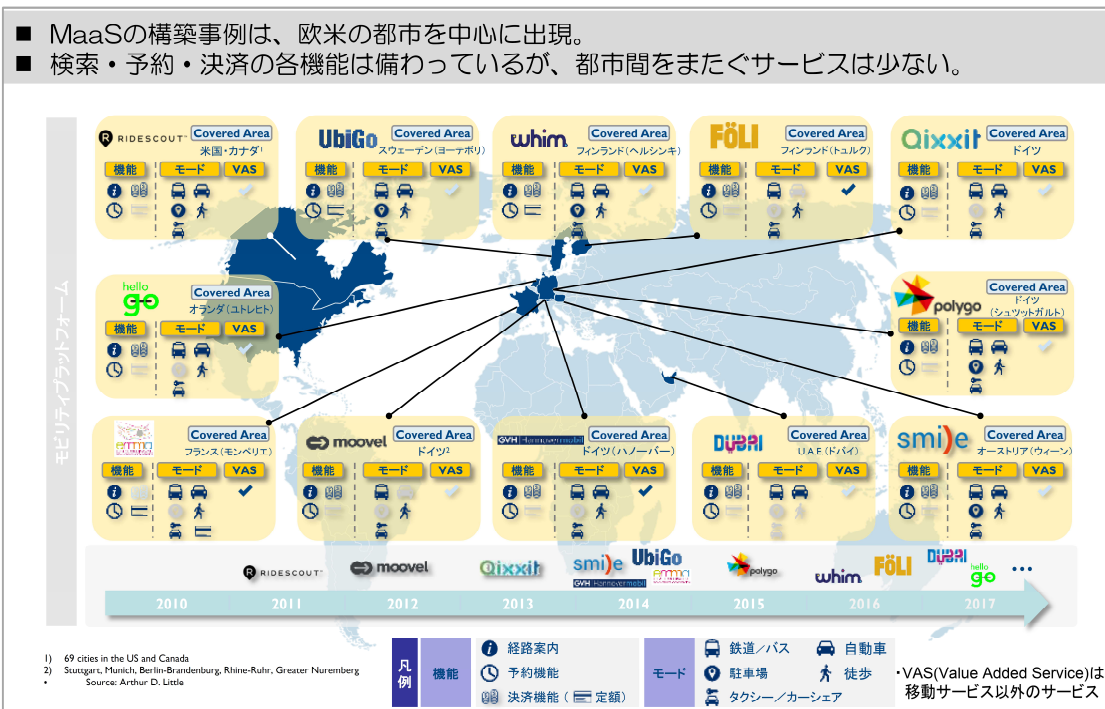 ■ MaaSの構築事例は、欧米の都市を中心に出現。
■ 検索・予約・決済の各機能は備わっているが、都市間をまたぐサービスは少ない。
モビリティプラットフォーム
RIDESCOUT
Covered Area
米国・カナダ¹
機能 モード VAS
UbiGo
Covered Area
スウェーデン(ヨーテボリ)
機能 モード VAS
whim
Covered Area
フィンランド(ヘルシンキ)
機能 モード VAS
FÖLI
Covered Area
フィンランド(トュルク)
機能 モード VAS
Qixxit
Covered Area
ドイツ
機能 モード VAS
hello go
Covered Area
オランダ(ユトレヒト)
機能 モード VAS
polygo
Covered Area
ドイツ
(シュツットガルト)
機能 モード VAS
emma
Covered Area
フランス(モンペリエ)
機能 モード VAS
moovel
Covered Area
ドイツ²
機能 モード VAS
GVH Hannovermobil
Covered Area
ドイツ(ハノーバー)
機能 モード VAS
DUBAI
Covered Area
U.A.E(ドバイ)
機能 モード VAS
smile
Covered Area
オーストリア(ウィーン)
機能 モード VAS
RIDESCOUT moovel Qixxit smile UbiGo polygo whim FÖLI DUBAI •••
GVH Hannovermobil emma hello go
2010 2011 2012 2013 2014 2015 2016 2017
1) 69 cities in the US and Canada
2) Stuttgart, Munich, Berlin-Brandenburg, Rhine-Ruhr, Greater Nuremberg
• Source: Arthur D. Little
凡例
機能
経路案内
予約機能
決済機能 ( 定額)
モード
鉄道/バス 自動車
駐車場 徒歩
タクシー/カーシェア
・VAS(Value Added Service)は
移動サービス以外のサービス